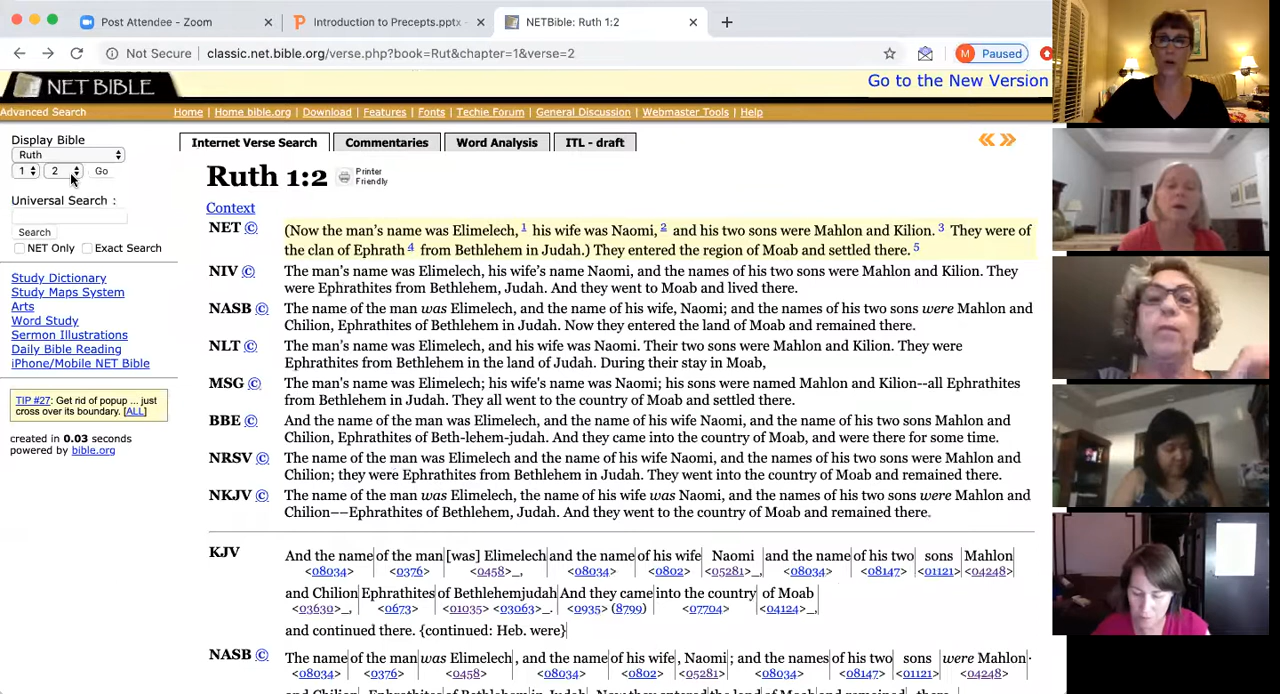 Post Attendee - Zoom
Introduction to Precepts.pptx -
NETBible: Ruth 1:2
Not Secure
classic.net.bible.org/verse.php?book=Rut&chapter=1&verse=2
M Paused
NET BIBLE
Go to the New Version
Advanced Search
Home | Home bible.org | Download | Features | Fonts | Techie Forum | General Discussion | Webmaster Tools | Help
Display Bible
Ruth
1 2 Go
Universal Search :
Search
NET Only Exact Search
Study Dictionary
Study Maps System
Arts
Word Study
Sermon Illustrations
Daily Bible Reading
iPhone/Mobile NET Bible
TIP #27: Get rid of popup ... just
cross over its boundary. [ALL]
created in 0.03 seconds
powered by bible.org
Internet Verse Search Commentaries Word Analysis ITL - draft
Ruth 1:2
Printer
Friendly
Context
NET © (Now the man's name was Elimelech, 1 his wife was Naomi, 2 and his two sons were Mahlon and Kilion. 3 They were of
the clan of Ephrath 4 from Bethlehem in Judah.) They entered the region of Moab and settled there. 5
NIV © The man's name was Elimelech, his wife's name Naomi, and the names of his two sons were Mahlon and Kilion. They
were Ephrathites from Bethlehem, Judah. And they went to Moab and lived there.
NASB © The name of the man was Elimelech, and the name of his wife, Naomi; and the names of his two sons were Mahlon and
Chilion, Ephrathites of Bethlehem in Judah. Now they entered the land of Moab and remained there.
NLT © The man's name was Elimelech, and his wife was Naomi. Their two sons were Mahlon and Kilion. They were
Ephrathites from Bethlehem in the land of Judah. During their stay in Moab,
MSG © The man's name was Elimelech; his wife's name was Naomi; his sons were named Mahlon and Kilion--all Ephrathites
from Bethlehem in Judah. They all went to the country of Moab and settled there.
BBE © And the name of the man was Elimelech, and the name of his wife Naomi, and the names of his two sons Mahlon and
Chilion, Ephrathites of Beth-lehem-judah. And they came into the country of Moab, and were there for some time.
NRSV © The name of the man was Elimelech and the name of his wife Naomi, and the names of his two sons were Mahlon and
Chilion; they were Ephrathites from Bethlehem in Judah. They went into the country of Moab and remained there.
NKJV © The name of the man was Elimelech, the name of his wife was Naomi, and the names of his two sons were Mahlon and
Chilion--Ephrathites of Bethlehem, Judah. And they went to the country of Moab and remained there.
KJV And the name of the man [was] Elimelech and the name of his wife Naomi and the name of his two sons Mahlon
<08034> <0376> <0458>_, <08034> <0802> <05281>_, <08034> <08147> <01121> <04248>
and Chilion Ephrathites of Bethlehemjudah And they came into the country of Moab
<03630>_, <0673> <01035> <03063>_. <0935> (8799) <07704> <04124>_,
and continued there. {continued: Heb. were}
NASB © The name of the man was Elimelech , and the name of his wife , Naomi ; and the names of his two sons were Mahlon
<08034> <0376> <0458> <08034> <0802> <05281> <08034> <08147> <01121> <04248>